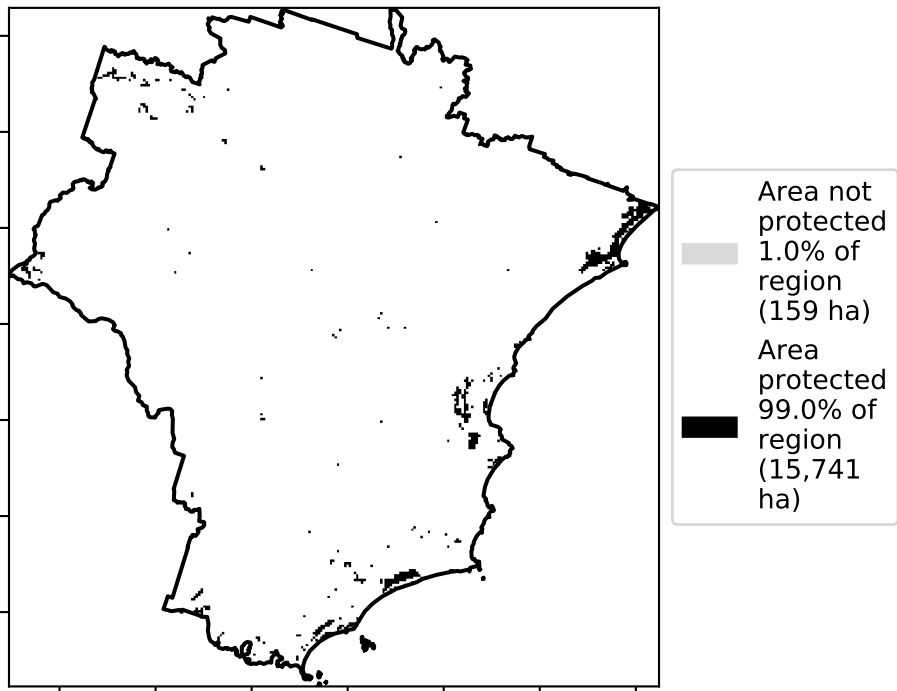 Area not
protected
1.0% of
region
(159 ha)
Area
protected
99.0% of
region
(15,741
ha)